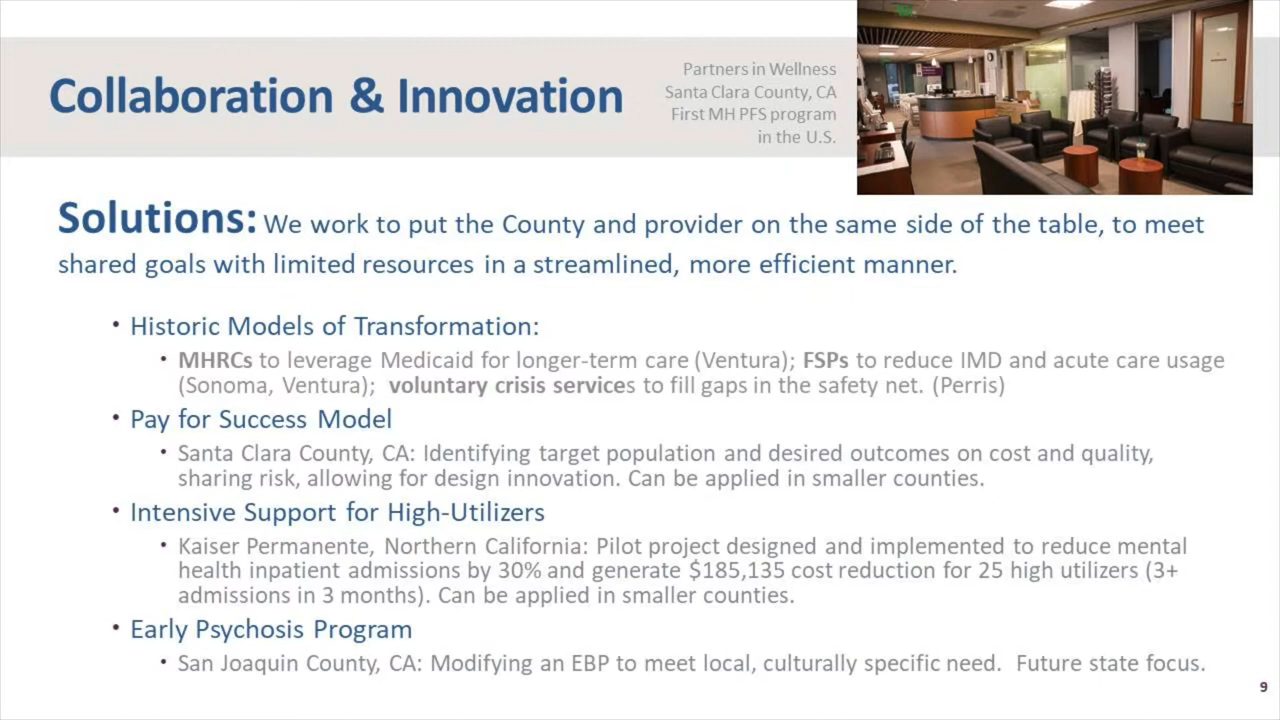 Collaboration & Innovation
Partners in Wellness
Santa Clara County, CA
First MH PFS program
in the U.S.
Solutions: We work to put the County and provider on the same side of the table, to meet
shared goals with limited resources in a streamlined, more efficient manner.
• Historic Models of Transformation:
• MHRCs to leverage Medicaid for longer-term care (Ventura); FSPs to reduce IMD and acute care usage
(Sonoma, Ventura);  voluntary crisis services to fill gaps in the safety net. (Perris)
• Pay for Success Model
• Santa Clara County, CA: Identifying target population and desired outcomes on cost and quality,
sharing risk, allowing for design innovation. Can be applied in smaller counties.
• Intensive Support for High-Utilizers
• Kaiser Permanente, Northern California: Pilot project designed and implemented to reduce mental
health inpatient admissions by 30% and generate $185,135 cost reduction for 25 high utilizers (3+
admissions in 3 months). Can be applied in smaller counties.
• Early Psychosis Program
• San Joaquin County, CA: Modifying an EBP to meet local, culturally specific need.  Future state focus.
9